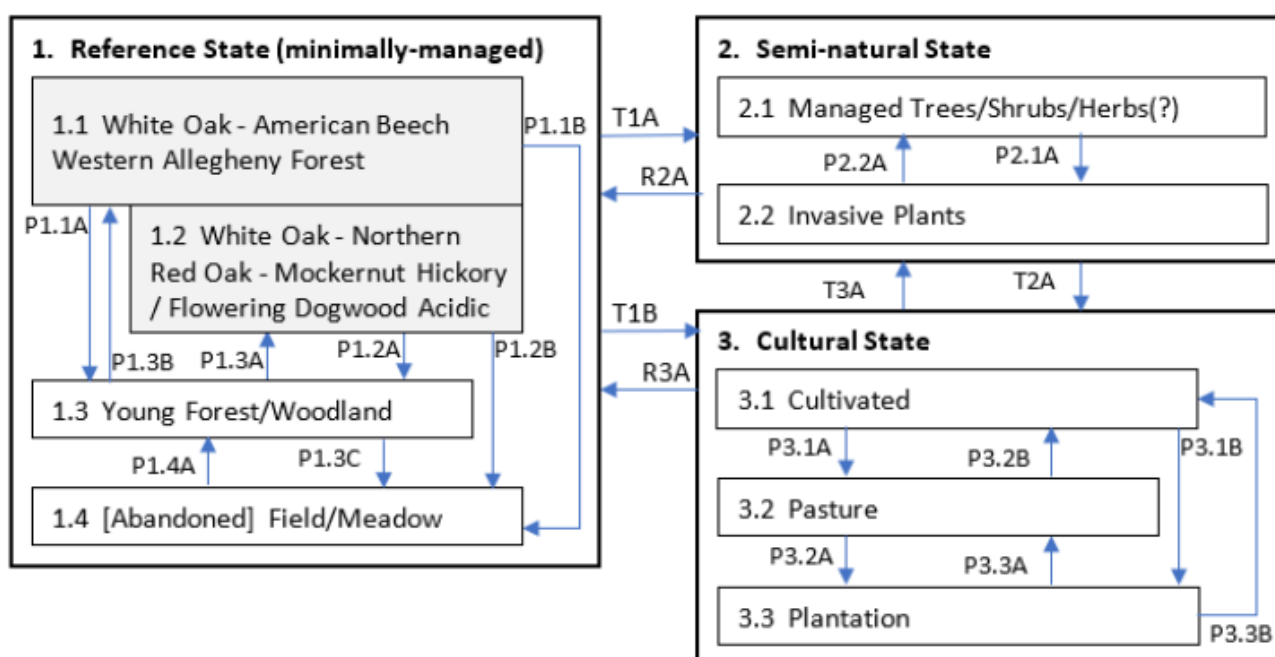 1. Reference State (minimally-managed)
1.1 White Oak - American Beech
Western Allegheny Forest
P1.1B
P1.1A
1.2 White Oak - Northern
Red Oak - Mockernut Hickory
/ Flowering Dogwood Acidic
P1.3B
P1.3A
P1.2A
P1.2B
1.3 Young Forest/Woodland
P1.4A
P1.3C
1.4 [Abandoned] Field/Meadow
T1A
R2A
T1B
R3A
2. Semi-natural State
2.1 Managed Trees/Shrubs/Herbs(?)
P2.2A
P2.1A
2.2 Invasive Plants
T3A
T2A
3. Cultural State
3.1 Cultivated
P3.1A
P3.2B
P3.1B
3.2 Pasture
P3.2A
P3.3A
3.3 Plantation
P3.3B